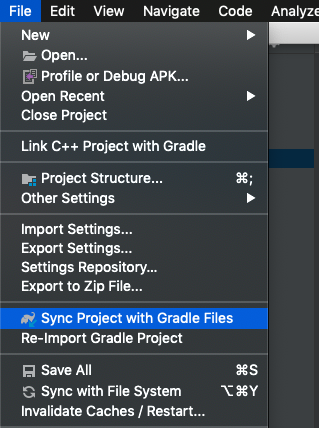 File Edit View Navigate Code Analyze
New
Open...
Profile or Debug APK...
Open Recent
Close Project
Link C++ Project with Gradle
Project Structure... ⌘;
Other Settings
Import Settings...
Export Settings...
Settings Repository...
Export to Zip File...
Sync Project with Gradle Files
Re-Import Gradle Project
Save All ⌘S
Sync with File System ⌥⌘Y
Invalidate Caches / Restart...